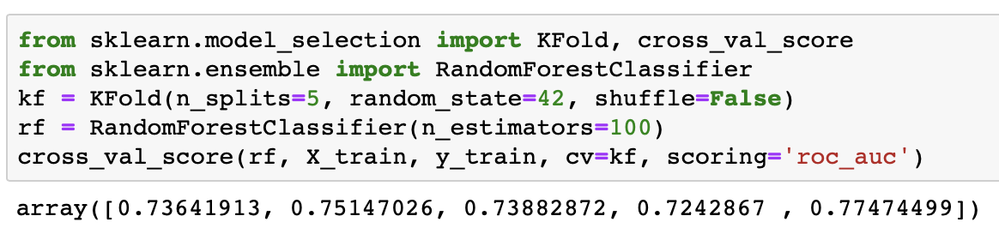 from sklearn.model_selection import KFold, cross_val_score
from sklearn.ensemble import RandomForestClassifier
kf = KFold(n_splits=5, random_state=42, shuffle=False)
rf = RandomForestClassifier(n_estimators=100)
cross_val_score(rf, X_train, y_train, cv=kf, scoring='roc_auc')
array([0.73641913, 0.75147026, 0.73882872, 0.7242867 , 0.77474499])